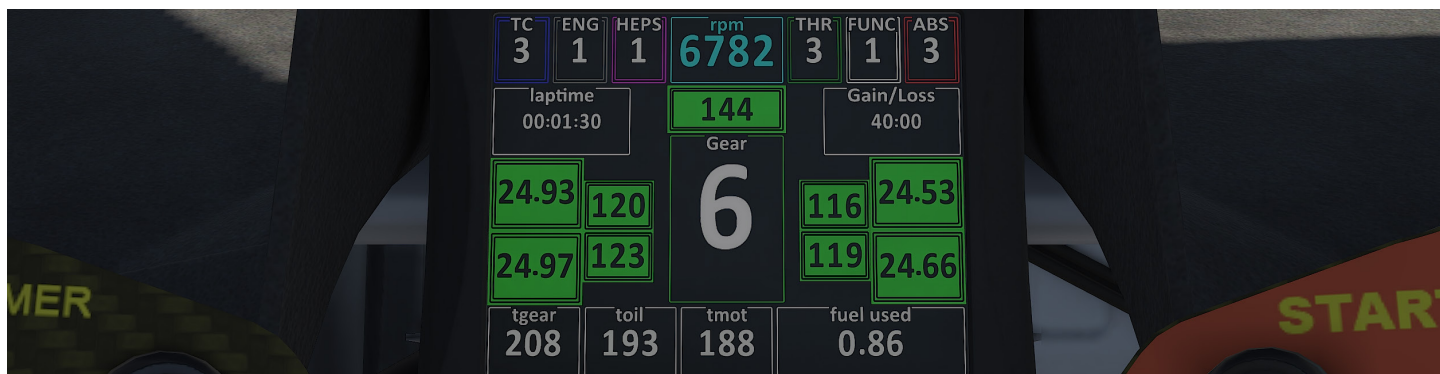 TC ENG HEPS rpm THR FUNC ABS
3 1 1 6782 3 1 3
laptime 144 Gain/Loss
00:01:30 40:00
Gear
6
24.93 120 116 24.53
24.97 123 119 24.66
MER START
tgear toil tmot fuel used
208 193 188 0.86